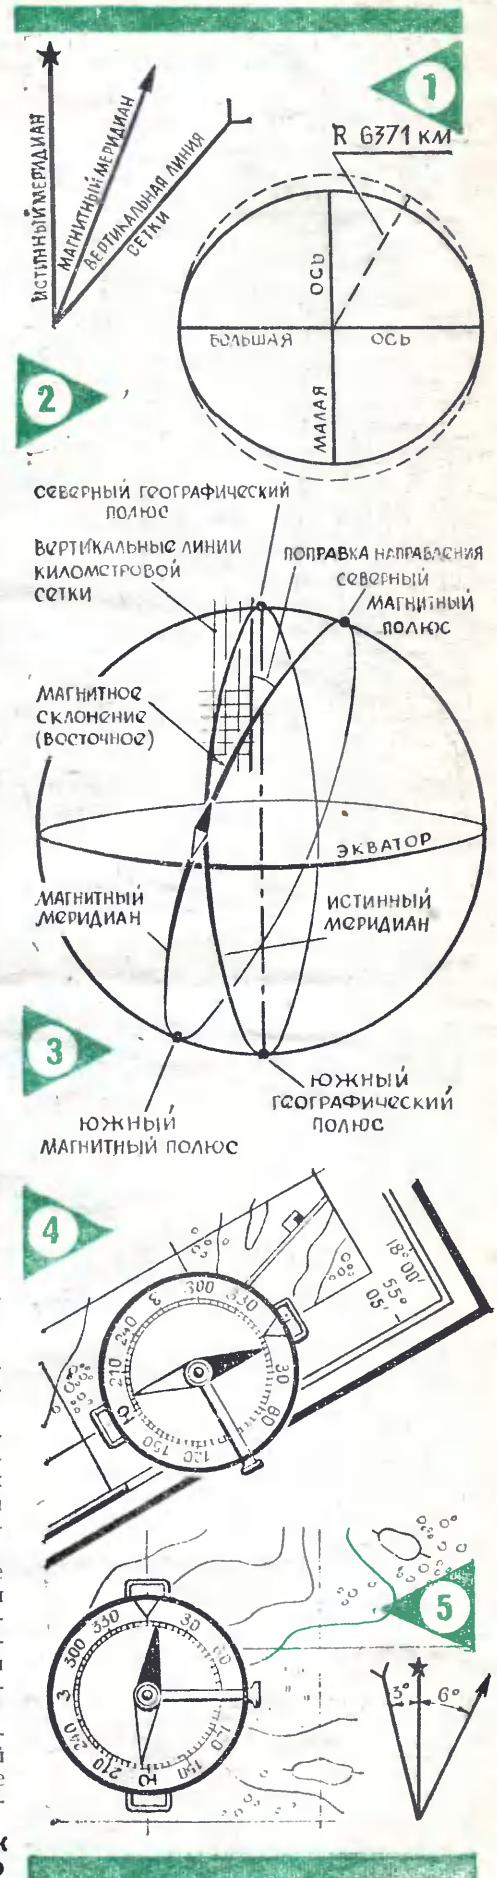 1
ИСТИННЫЙ МЕРИДИАН
МАГНИТНЫЙ МЕРИДИАН
ВЕРТИКАЛЬНАЯ ЛИНИЯ
СЕТКИ
R 6371 КМ
ОСЬ
БОЛЬШАЯ ОСЬ
МАЛАЯ
2
СЕВЕРНЫЙ ГЕОГРАФИЧЕСКИЙ
ПОЛЮС
ВЕРТИКАЛЬНЫЕ ЛИНИИ
КИЛОМЕТРОВОЙ
СЕТКИ
ПОПРАВКА НАПРАВЛЕНИЯ
СЕВЕРНЫЙ
МАГНИТНЫЙ
ПОЛЮС
МАГНИТНОЕ
СКЛОНЕНИЕ
(ВОСТОЧНОЕ)
ЭКВАТОР
МАГНИТНЫЙ
МЕРИДИАН
ИСТИННЫЙ
МЕРИДИАН
3
ЮЖНЫЙ
МАГНИТНЫЙ ПОЛЮС
ЮЖНЫЙ
ГЕОГРАФИЧЕСКИЙ
ПОЛЮС
4
18° 00'
55°
05'
300
330
30
60
120
150
Ю
210
240
З
5
330
30
60
300
З
240
210
Ю
150
3°
6°